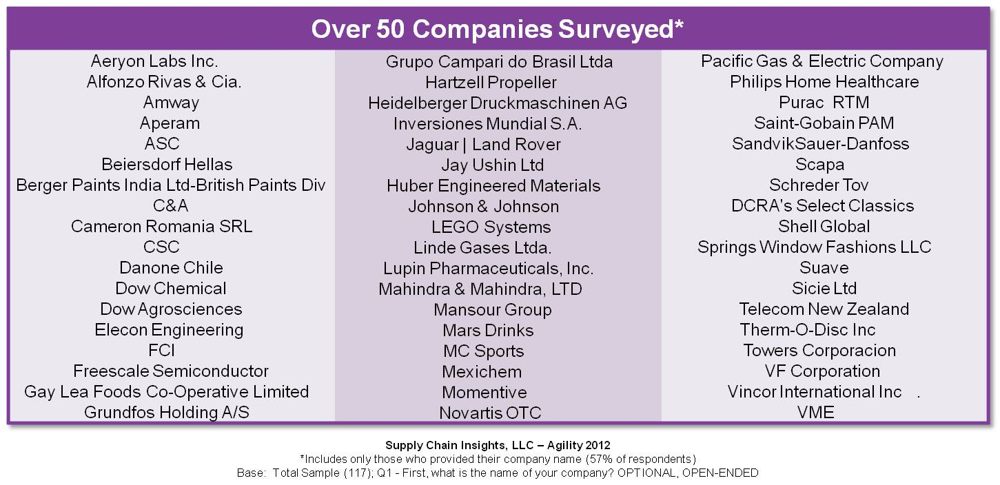 Over 50 Companies Surveyed*
Aeryon Labs Inc.
Alfonzo Rivas & Cia.
Amway
Aperam
ASC
Beiersdorf Hellas
Berger Paints India Ltd-British Paints Div
C&A
Cameron Romania SRL
CSC
Danone Chile
Dow Chemical
Dow Agrosciences
Elecon Engineering
FCI
Freescale Semiconductor
Gay Lea Foods Co-Operative Limited
Grundfos Holding A/S
Grupo Campari do Brasil Ltda
Hartzell Propeller
Heidelberger Druckmaschinen AG
Inversiones Mundial S.A.
Jaguar | Land Rover
Jay Ushin Ltd
Huber Engineered Materials
Johnson & Johnson
LEGO Systems
Linde Gases Ltda.
Lupin Pharmaceuticals, Inc.
Mahindra & Mahindra, LTD
Mansour Group
Mars Drinks
MC Sports
Mexichem
Momentive
Novartis OTC
Pacific Gas & Electric Company
Philips Home Healthcare
Purac RTM
Saint-Gobain PAM
SandvikSauer-Danfoss
Scapa
Schreder Tov
DCRA's Select Classics
Shell Global
Springs Window Fashions LLC
Suave
Sicie Ltd
Telecom New Zealand
Therm-O-Disc Inc
Towers Corporacion
VF Corporation
Vincor International Inc .
VME
Supply Chain Insights, LLC – Agility 2012
*Includes only those who provided their company name (57% of respondents)
Base: Total Sample (117); Q1 - First, what is the name of your company? OPTIONAL, OPEN-ENDED